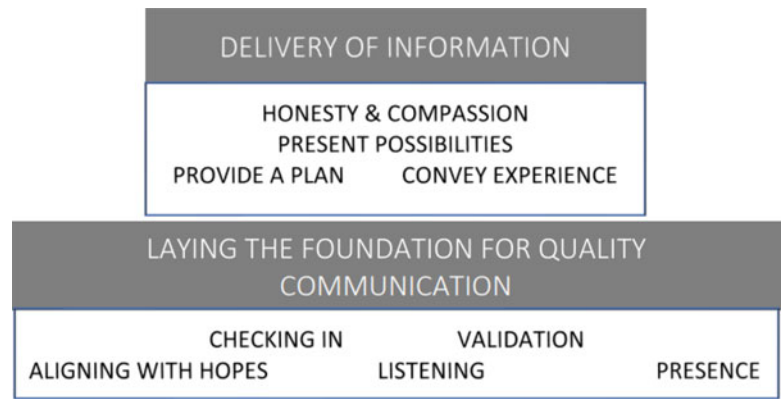 DELIVERY OF INFORMATION
HONESTY & COMPASSION
PRESENT POSSIBILITIES
PROVIDE A PLAN CONVEY EXPERIENCE
LAYING THE FOUNDATION FOR QUALITY
COMMUNICATION
CHECKING IN VALIDATION
ALIGNING WITH HOPES LISTENING PRESENCE